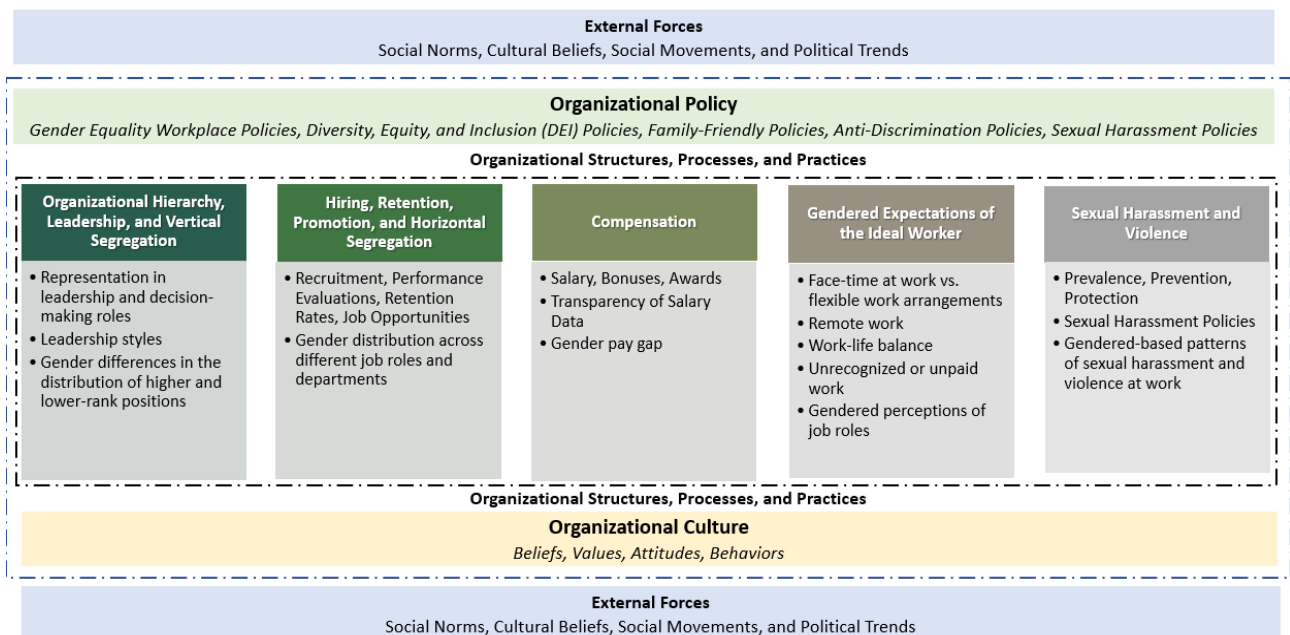 External Forces
Social Norms, Cultural Beliefs, Social Movements, and Political Trends
Organizational Policy
Gender Equality Workplace Policies, Diversity, Equity, and Inclusion (DEI) Policies, Family-Friendly Policies, Anti-Discrimination Policies, Sexual Harassment Policies
Organizational Structures, Processes, and Practices
Organizational Hierarchy,
Leadership, and Vertical
Segregation
• Representation in
leadership and decision-
making roles
• Leadership styles
• Gender differences in the
distribution of higher and
lower-rank positions
Hiring, Retention,
Promotion, and Horizontal
Segregation
• Recruitment, Performance
Evaluations, Retention
Rates, Job Opportunities
• Gender distribution across
different job roles and
departments
Compensation
• Salary, Bonuses, Awards
• Transparency of Salary
Data
• Gender pay gap
Gendered Expectations of
the Ideal Worker
• Face-time at work vs.
flexible work arrangements
• Remote work
• Work-life balance
• Unrecognized or unpaid
work
• Gendered perceptions of
job roles
Sexual Harassment and
Violence
• Prevalence, Prevention,
Protection
• Sexual Harassment Policies
• Gendered-based patterns
of sexual harassment and
violence at work
Organizational Structures, Processes, and Practices
Organizational Culture
Beliefs, Values, Attitudes, Behaviors
External Forces
Social Norms, Cultural Beliefs, Social Movements, and Political Trends